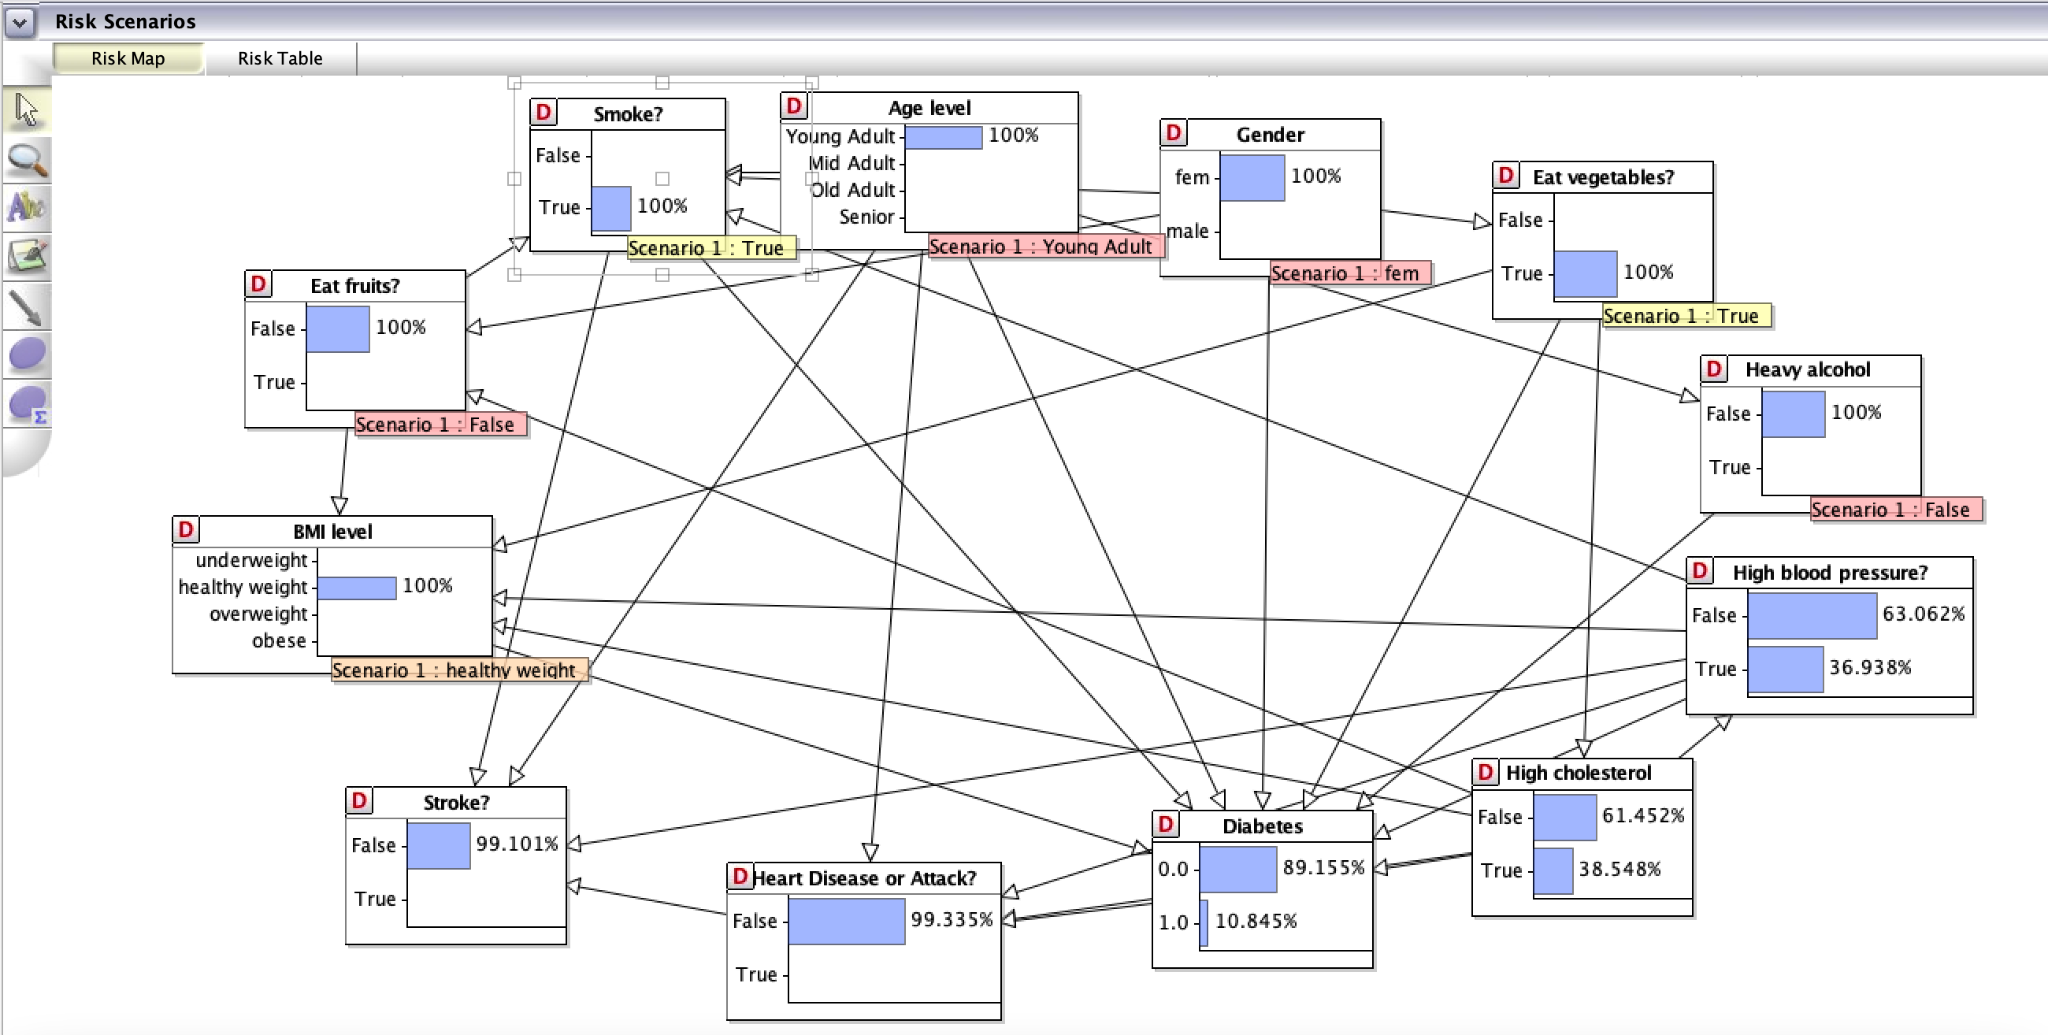 Risk Scenarios
Risk Map
Risk Table
Abc
D Smoke?
False
True 100%
Scenario 1 : True
D Age level
Young Adult 100%
Mid Adult
Old Adult
Senior
Scenario 1 : Young Adult
D Gender
fem 100%
male
Scenario 1 : fem
D Eat vegetables?
False
True 100%
Scenario 1 : True
D Eat fruits?
False 100%
True
Scenario 1 : False
D Heavy alcohol
False 100%
True
Scenario 1 : False
D BMI level
underweight
healthy weight 100%
overweight
obese
Scenario 1 : healthy weight
D High blood pressure?
False 63.062%
True 36.938%
D High cholesterol
False 61.452%
True 38.548%
D Stroke?
False 99.101%
True
D Heart Disease or Attack?
False 99.335%
True
D Diabetes
0.0 89.155%
1.0 10.845%
Σ